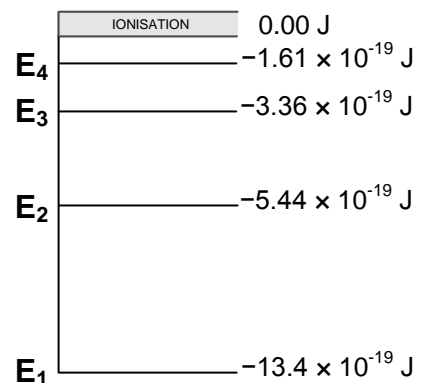 IONISATION 0.00 J
E₄ −1.61 × 10⁻¹⁹ J
E₃ −3.36 × 10⁻¹⁹ J
E₂ −5.44 × 10⁻¹⁹ J
E₁ −13.4 × 10⁻¹⁹ J